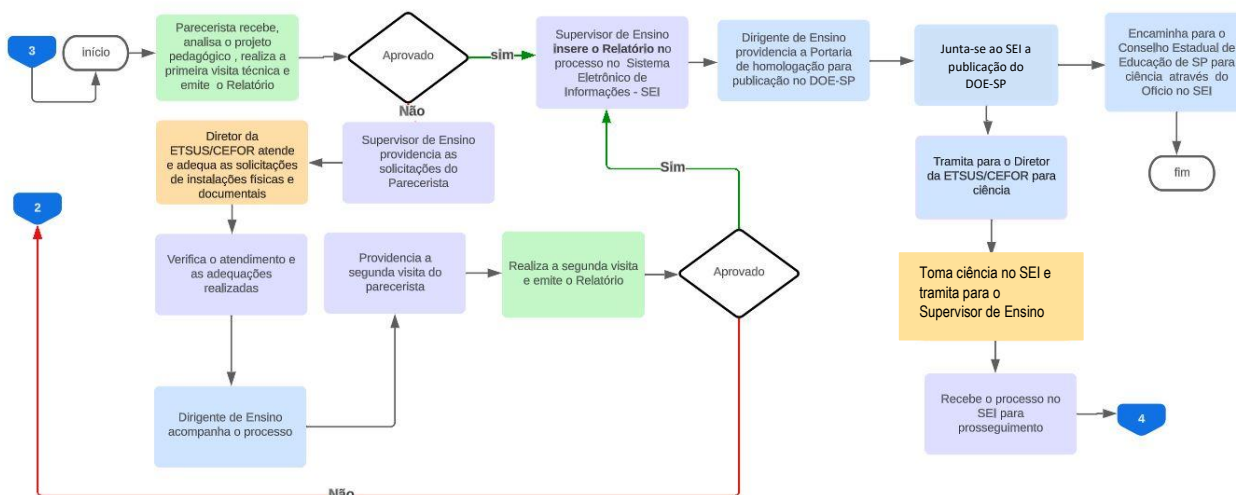 3
início
Parecerista recebe,
analisa o projeto
pedagógico , realiza a
primeira visita técnica e
emite o Relatório
Aprovado
sim
Supervisor de Ensino
insere o Relatório no
processo no Sistema
Eletrônico de
Informações - SEI
Dirigente de Ensino
providencia a Portaria
de homologação para
publicação no DOE-SP
Junta-se ao SEI a
publicação do
DOE-SP
Encaminha para o
Conselho Estadual de
Educação de SP para
ciência através do
Ofício no SEI
Não
Diretor da
ETSUS/CEFOR atende
e adequa as solicitações
de instalações físicas e
documentais
Supervisor de Ensino
providencia as
solicitações do
Parecerista
Sim
Tramita para o Diretor
da ETSUS/CEFOR para
ciência
fim
2
Verifica o atendimento e
as adequações
realizadas
Providencia a
segunda visita do
parecerista
Realiza a segunda visita
e emite o Relatório
Aprovado
Toma ciência no SEI e
tramita para o
Supervisor de Ensino
Dirigente de Ensino
acompanha o processo
Recebe o processo no
SEI para
prosseguimento
4
Não